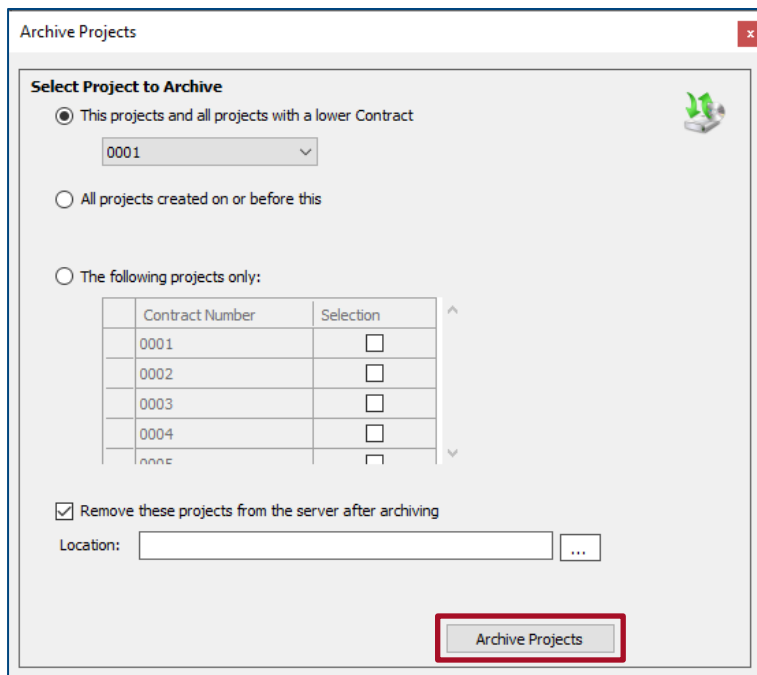 Archive Projects
x
Select Project to Archive
This projects and all projects with a lower Contract
0001
All projects created on or before this
The following projects only:
Contract Number Selection
0001
0002
0003
0004
0005
Remove these projects from the server after archiving
Location:
...
Archive Projects